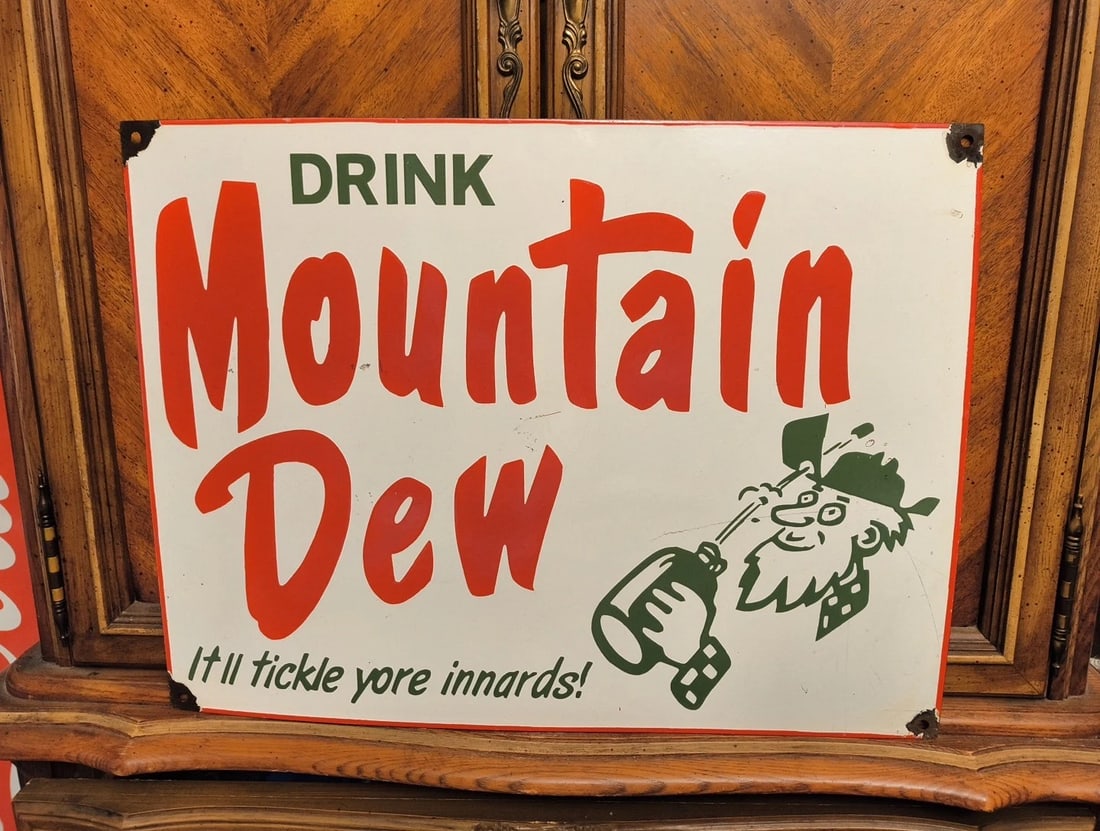 DRINK
Mountain
Dew
It'll tickle yore innards!